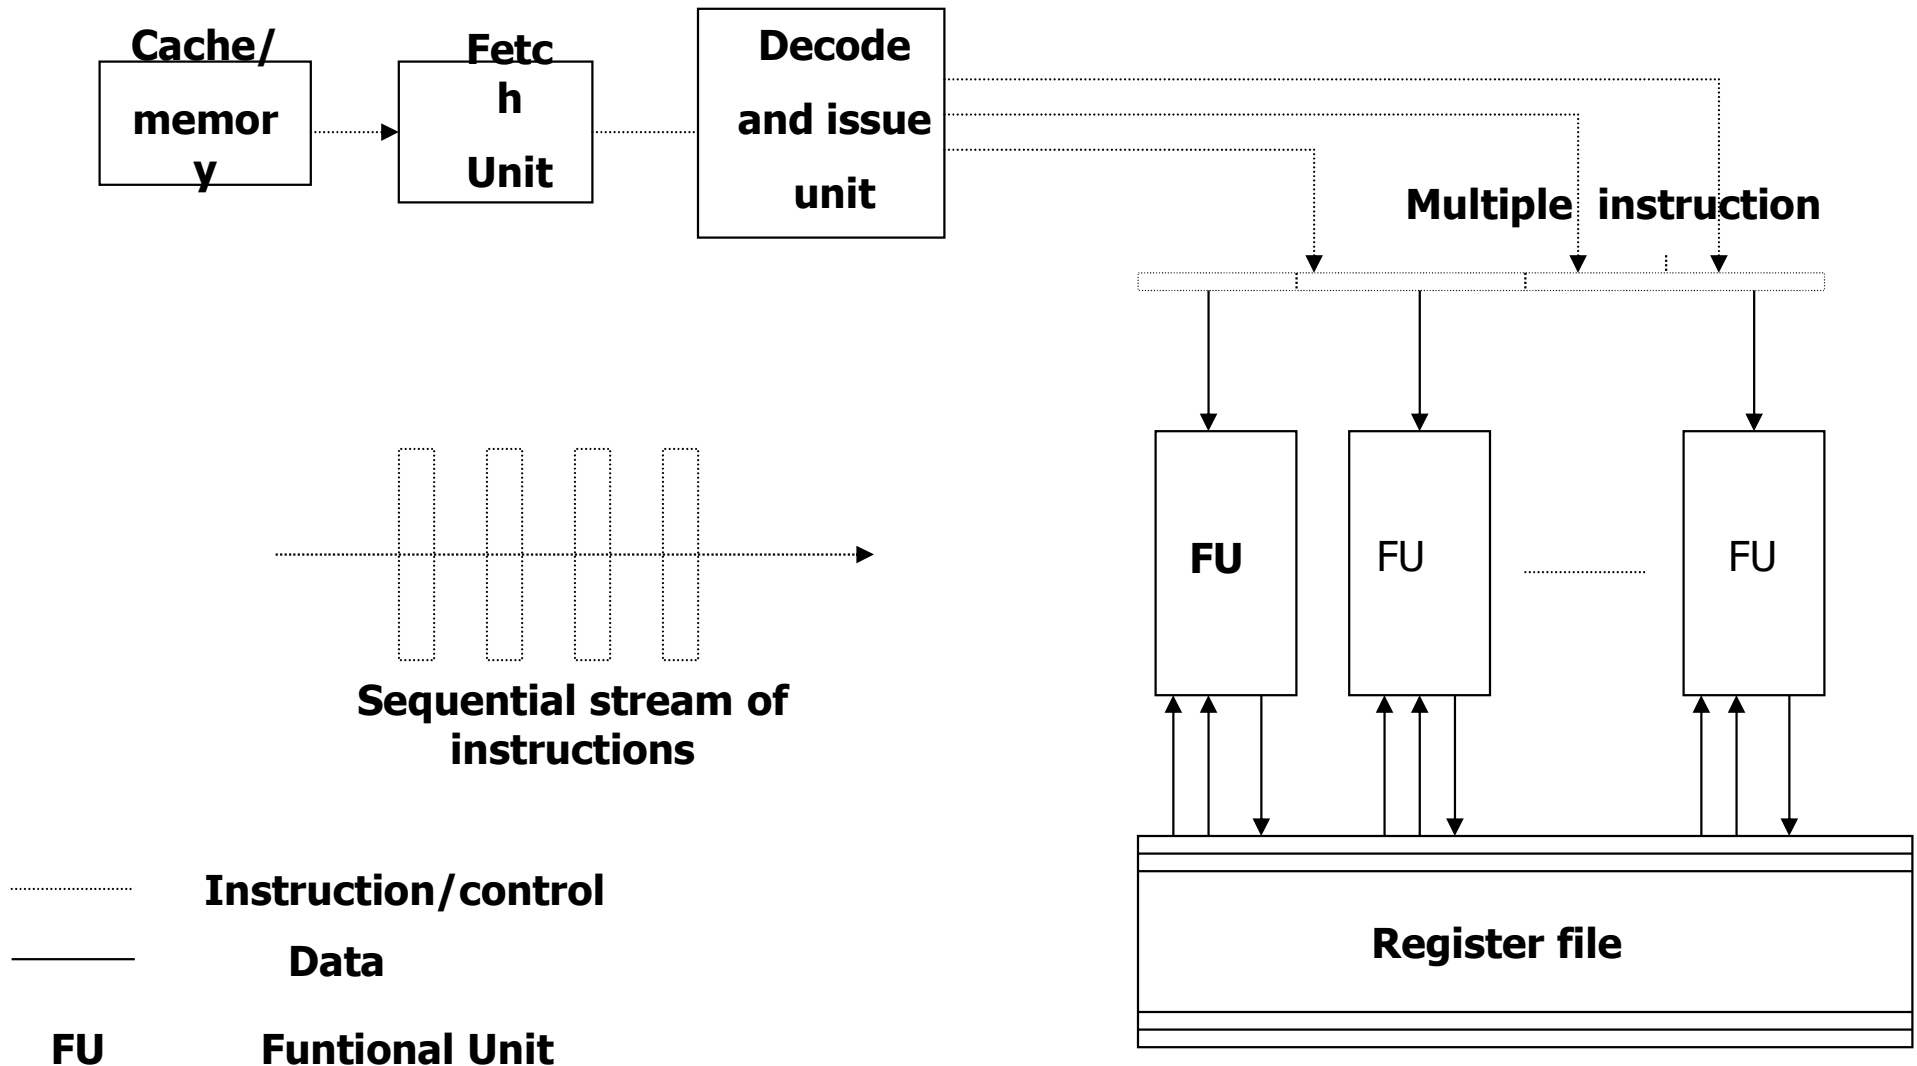 Cache/
memor
y
Fetc
h
Unit
Decode
and issue
unit
Multiple instruction
FU
FU
FU
Sequential stream of
instructions
Instruction/control
Data
FU Funtional Unit
Register file